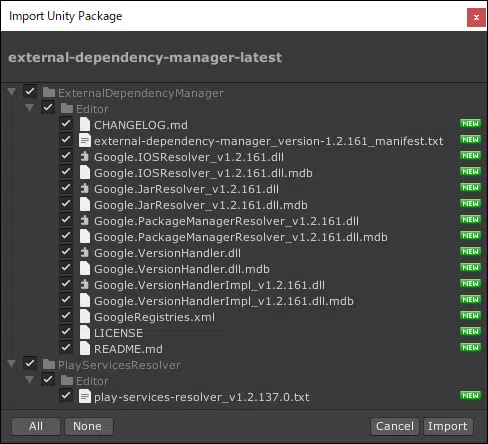 Import Unity Package
x
external-dependency-manager-latest
ExternalDependencyManager
Editor
CHANGELOG.md NEW
external-dependency-manager_version-1.2.161_manifest.txt NEW
Google.IOSResolver_v1.2.161.dll NEW
Google.IOSResolver_v1.2.161.dll.mdb NEW
Google.JarResolver_v1.2.161.dll NEW
Google.JarResolver_v1.2.161.dll.mdb NEW
Google.PackageManagerResolver_v1.2.161.dll NEW
Google.PackageManagerResolver_v1.2.161.dll.mdb NEW
Google.VersionHandler.dll NEW
Google.VersionHandler.dll.mdb NEW
Google.VersionHandlerImpl_v1.2.161.dll NEW
Google.VersionHandlerImpl_v1.2.161.dll.mdb NEW
GoogleRegistries.xml NEW
LICENSE NEW
README.md NEW
PlayServicesResolver
Editor
play-services-resolver_v1.2.137.0.txt NEW
All None Cancel Import